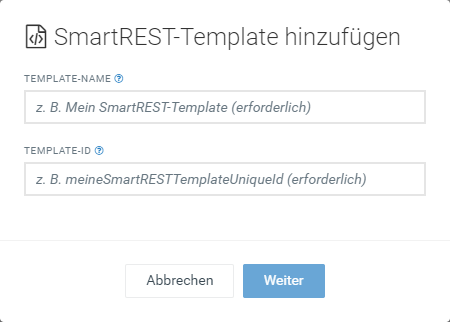 SmartREST-Template hinzufügen
TEMPLATE-NAME
z. B. Mein SmartREST-Template (erforderlich)
TEMPLATE-ID
z. B. meineSmartRESTTemplateUniqueId (erforderlich)
Abbrechen Weiter